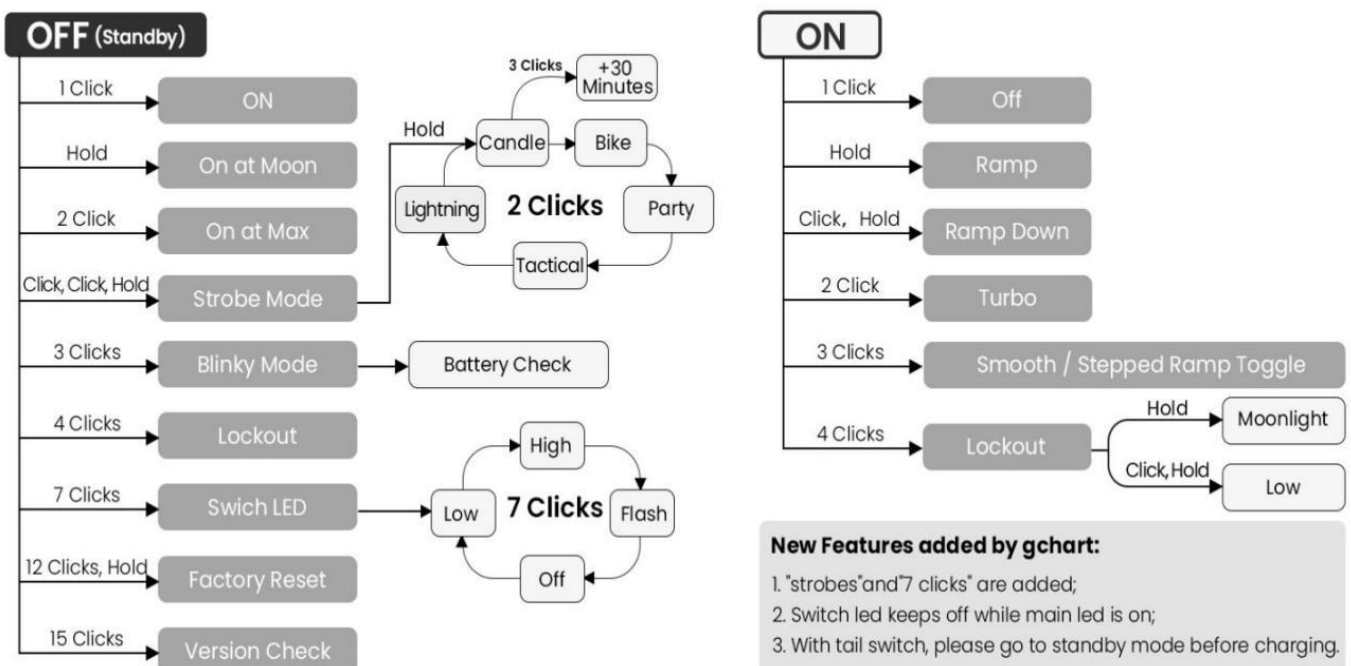 OFF (Standby)
1 Click
ON
Hold
On at Moon
2 Click
On at Max
Click, Click, Hold
Strobe Mode
3 Clicks
Blinky Mode
Battery Check
4 Clicks
Lockout
7 Clicks
Swich LED
12 Clicks, Hold
Factory Reset
15 Clicks
Version Check
Hold
3 Clicks
+30
Minutes
Candle
Bike
Party
Tactical
Lightning
2 Clicks
High
Flash
Off
Low
7 Clicks
ON
1 Click
Off
Hold
Ramp
Click, Hold
Ramp Down
2 Click
Turbo
3 Clicks
Smooth / Stepped Ramp Toggle
4 Clicks
Lockout
Hold
Moonlight
Click,Hold
Low
New Features added by gchart:
1. "strobes"and"7 clicks" are added;
2. Switch led keeps off while main led is on;
3. With tail switch, please go to standby mode before charging.